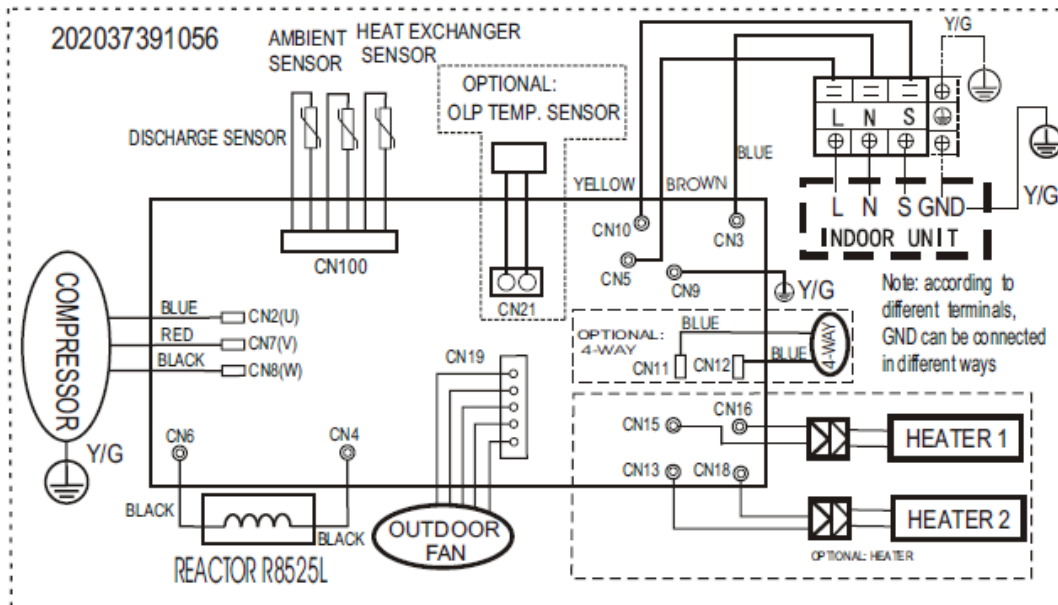 202037391056
AMBIENT
SENSOR
HEAT EXCHANGER
SENSOR
DISCHARGE SENSOR
OPTIONAL:
OLP TEMP. SENSOR
Y/G
L N S
BLUE
YELLOW
BROWN
Y/G
L N S GND
INDOOR UNIT
CN10
CN3
CN5
CN9
Y/G
CN100
CN21
Note: according to
different terminals,
GND can be connected
in different ways
COMPRESSOR
BLUE
CN2(U)
RED
CN7(V)
BLACK
CN8(W)
Y/G
OPTIONAL:
4-WAY
BLUE
BLUE
CN11
CN12
4-WAY
CN19
CN6
CN4
BLACK
BLACK
REACTOR R8525L
OUTDOOR
FAN
CN15
CN16
HEATER 1
CN13
CN18
HEATER 2
OPTIONAL: HEATER